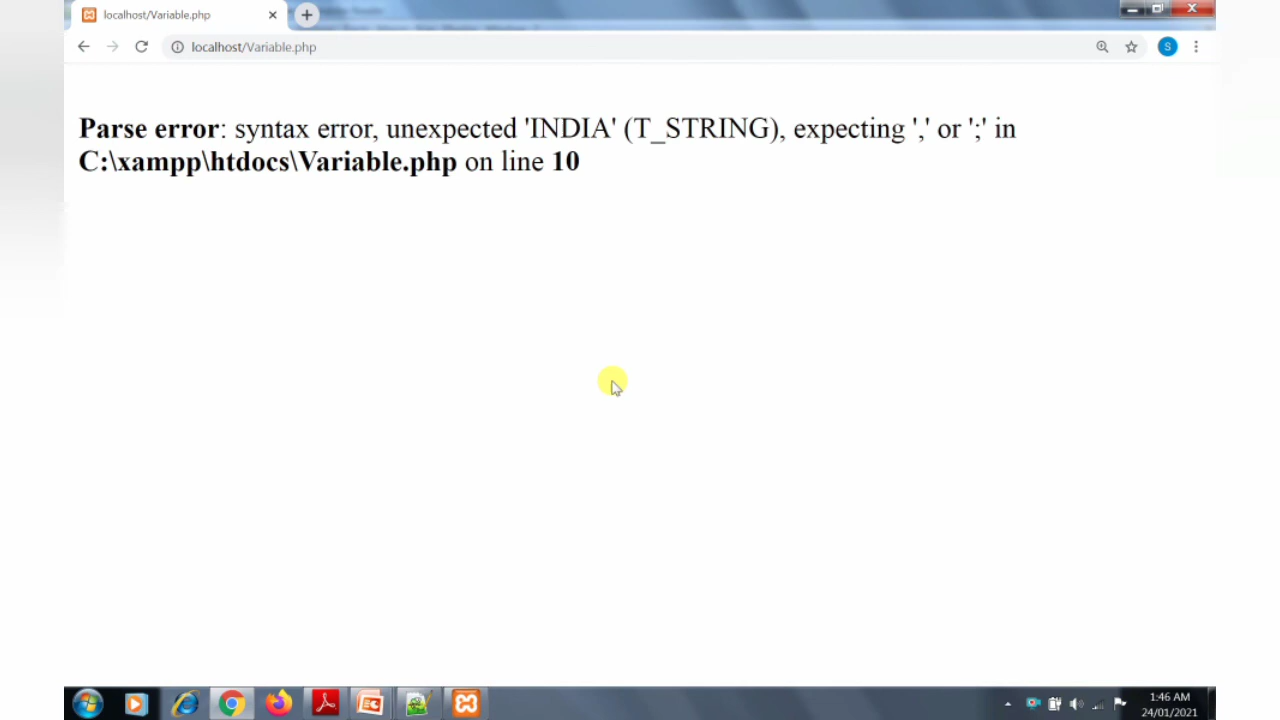 localhost/Variable.php
localhost/Variable.php
S
Parse error: syntax error, unexpected 'INDIA' (T_STRING), expecting ',' or ';' in
C:\xampp\htdocs\Variable.php on line 10
1:46 AM
24/01/2021